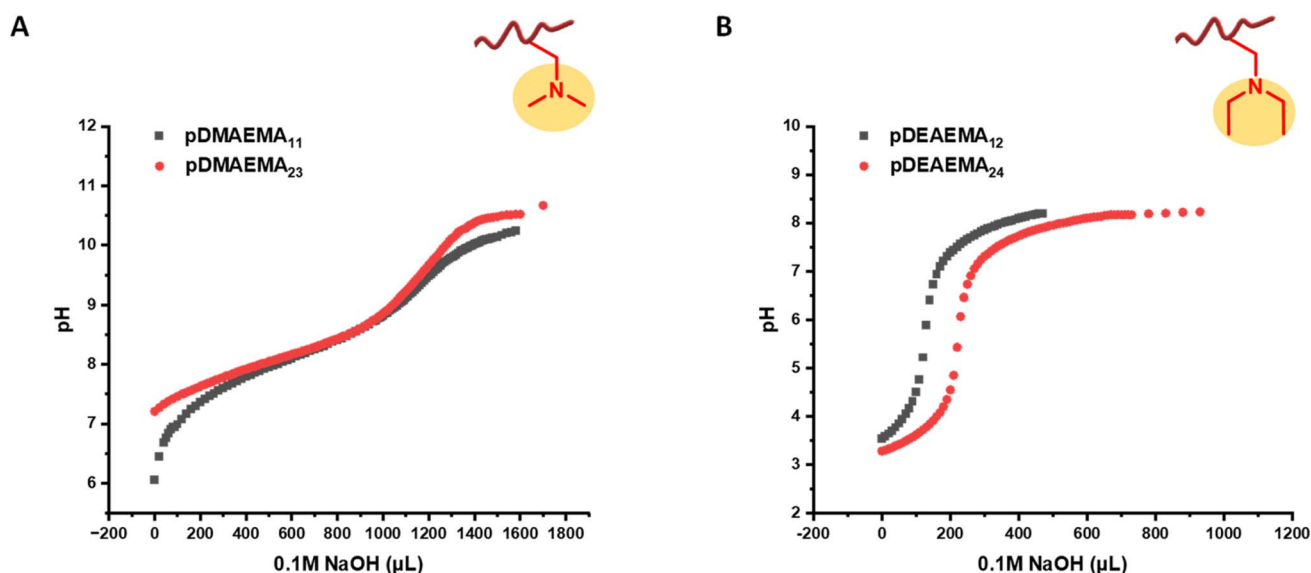 A
N
12
pDMAEMA₁₁
pDMAEMA₂₃
11
10
9
8
7
6
pH
−200 0 200 400 600 800 1000 1200 1400 1600 1800
0.1M NaOH (μL)
B
N
10
pDEAEMA₁₂
pDEAEMA₂₄
9
8
7
6
5
4
3
2
pH
-200 0 200 400 600 800 1000 1200
0.1M NaOH (μL)